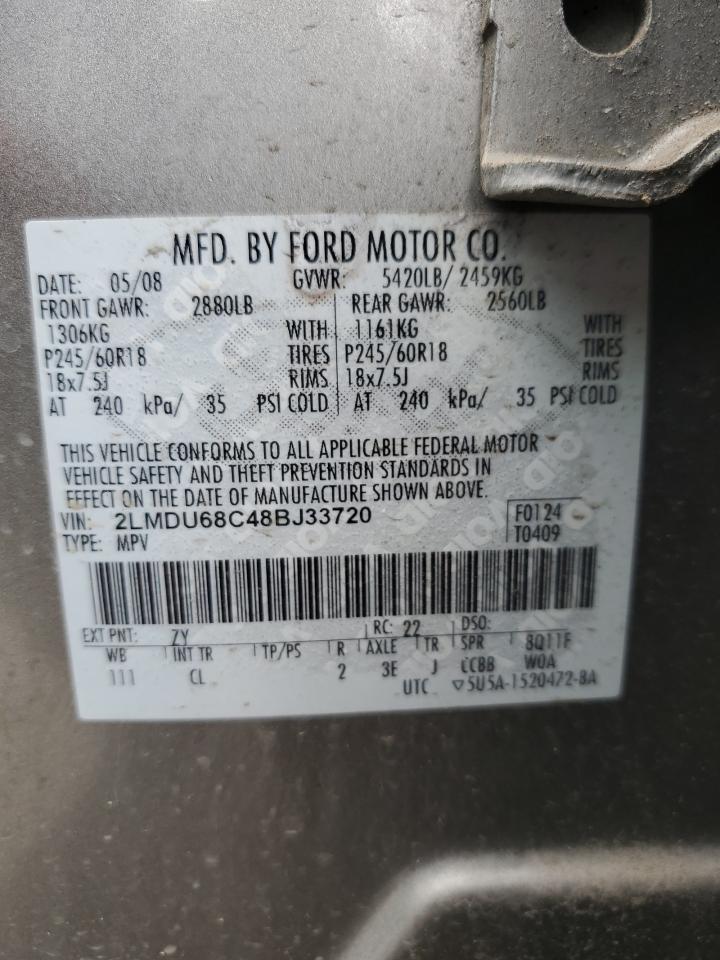 MFD. BY FORD MOTOR CO.
DATE: 05/08 GVWR: 5420LB/ 2459KG
FRONT GAWR: 2880LB REAR GAWR: 2560LB
1306KG WITH 1161KG WITH
P245/60R18 TIRES P245/60R18 TIRES
18x7.5J RIMS 18x7.5J RIMS
AT 240 kPa/ 35 PSI COLD AT 240 kPa/ 35 PSI COLD
THIS VEHICLE CONFORMS TO ALL APPLICABLE FEDERAL MOTOR
VEHICLE SAFETY AND THEFT PREVENTION STANDARDS IN
EFFECT ON THE DATE OF MANUFACTURE SHOWN ABOVE.
VIN: 2LMDU68C48BJ33720 F0124
TYPE: MPV T0409
EXT PNT: ZY RC: 22 DSO:
WB INT TR TP/PS R AXLE TR SPR 8Q11F
111 CL 2 3E J CCBB WOA
UTC ▽5U5A-1520472-BA